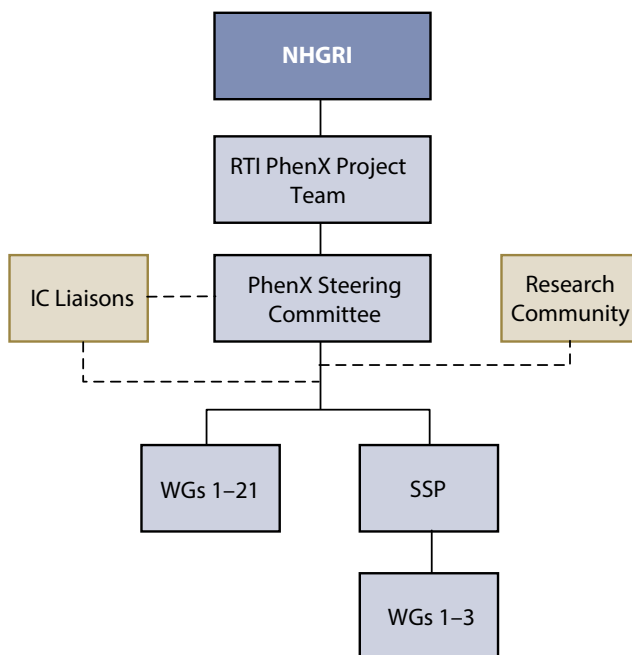 NHGRI
RTI PhenX Project
Team
IC Liaisons
PhenX Steering
Committee
Research
Community
WGs 1–21
SSP
WGs 1–3